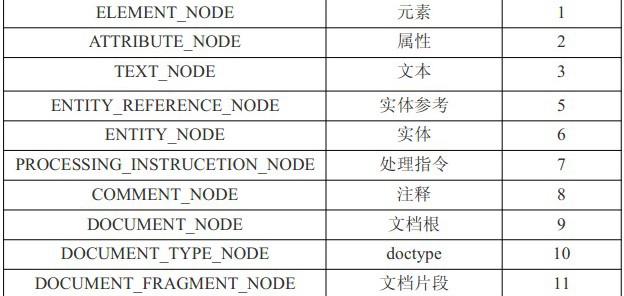 ELEMENT_NODE 元素 1
ATTRIBUTE_NODE 属性 2
TEXT_NODE 文本 3
ENTITY_REFERENCE_NODE 实体参考 5
ENTITY_NODE 实体 6
PROCESSING_INSTRUCETION_NODE 处理指令 7
COMMENT_NODE 注释 8
DOCUMENT_NODE 文档根 9
DOCUMENT_TYPE_NODE doctype 10
DOCUMENT_FRAGMENT_NODE 文档片段 11